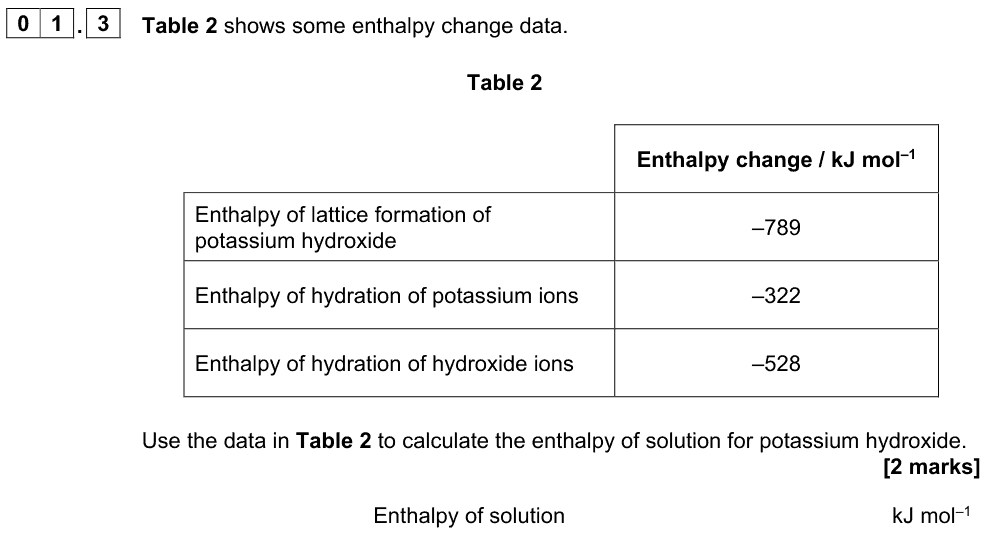 0 1 . 3 Table 2 shows some enthalpy change data.
Table 2
Enthalpy change / kJ mol⁻¹
Enthalpy of lattice formation of
potassium hydroxide
–789
Enthalpy of hydration of potassium ions –322
Enthalpy of hydration of hydroxide ions –528
Use the data in Table 2 to calculate the enthalpy of solution for potassium hydroxide.
[2 marks]
Enthalpy of solution kJ mol⁻¹